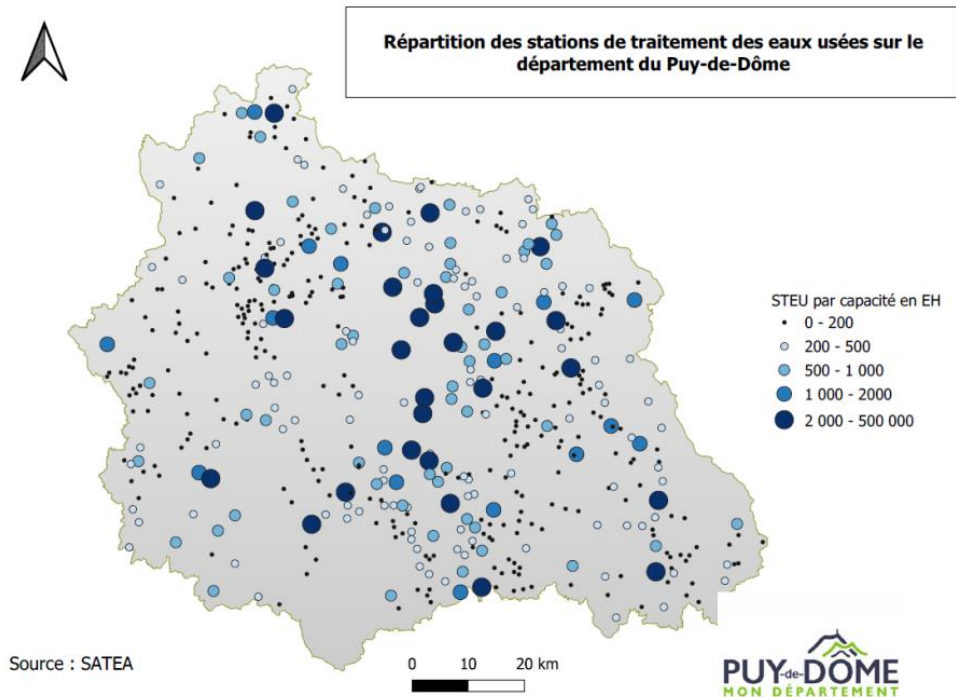 Répartition des stations de traitement des eaux usées sur le
département du Puy-de-Dôme
STEU par capacité en EH
0 - 200
200 - 500
500 - 1 000
1 000 - 2000
2 000 - 500 000
Source : SATEA
0 10 20 km
PUY-de-DÔME
MON DÉPARTEMENT